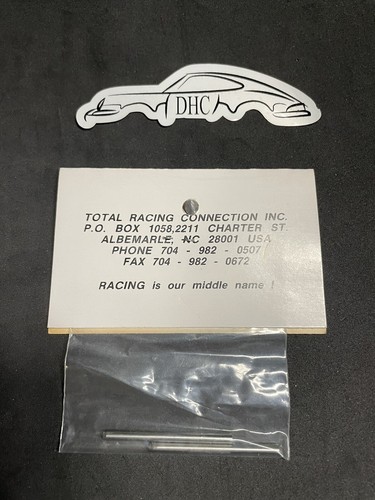 DHC
TOTAL RACING CONNECTION INC.
P.O. BOX 1058,2211 CHARTER ST.
ALBEMARLE, NC 28001 USA
PHONE 704 - 982 - 0507
FAX 704 - 982 - 0672
RACING is our middle name !